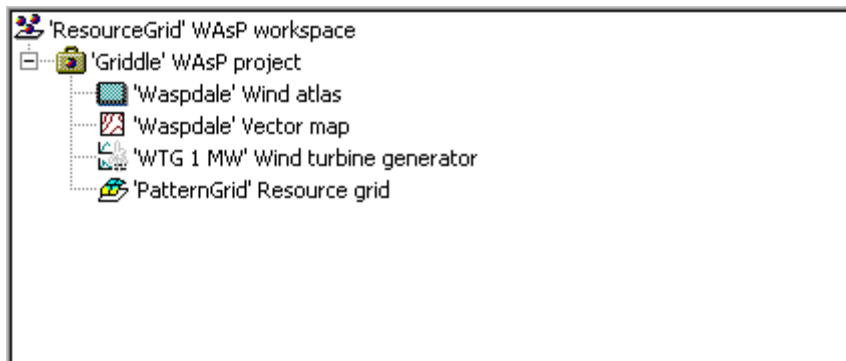 'ResourceGrid' WAsP workspace
'Griddle' WAsP project
'Waspdale' Wind atlas
'Waspdale' Vector map
'WTG 1 MW' Wind turbine generator
'PatternGrid' Resource grid